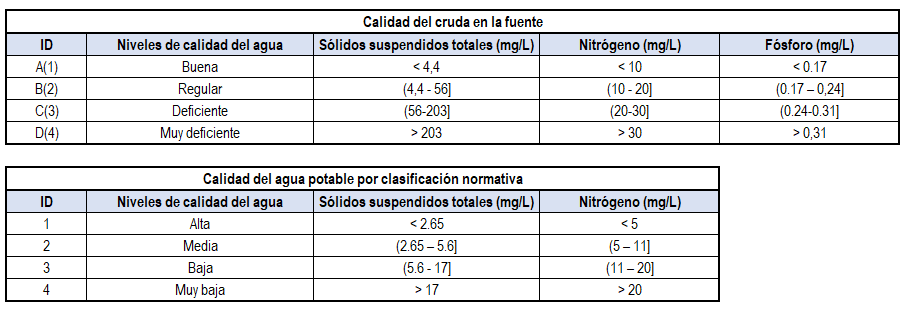 Calidad del cruda en la fuente
ID Niveles de calidad del agua Sólidos suspendidos totales (mg/L) Nitrógeno (mg/L) Fósforo (mg/L)
A(1) Buena < 4,4 < 10 < 0.17
B(2) Regular (4,4 - 56] (10 - 20] (0.17 – 0,24]
C(3) Deficiente (56-203] (20-30] (0.24-0.31]
D(4) Muy deficiente > 203 > 30 > 0,31
Calidad del agua potable por clasificación normativa
ID Niveles de calidad del agua Sólidos suspendidos totales (mg/L) Nitrógeno (mg/L)
1 Alta < 2.65 < 5
2 Media (2.65 – 5.6] (5 – 11]
3 Baja (5.6 - 17] (11 – 20]
4 Muy baja > 17 > 20